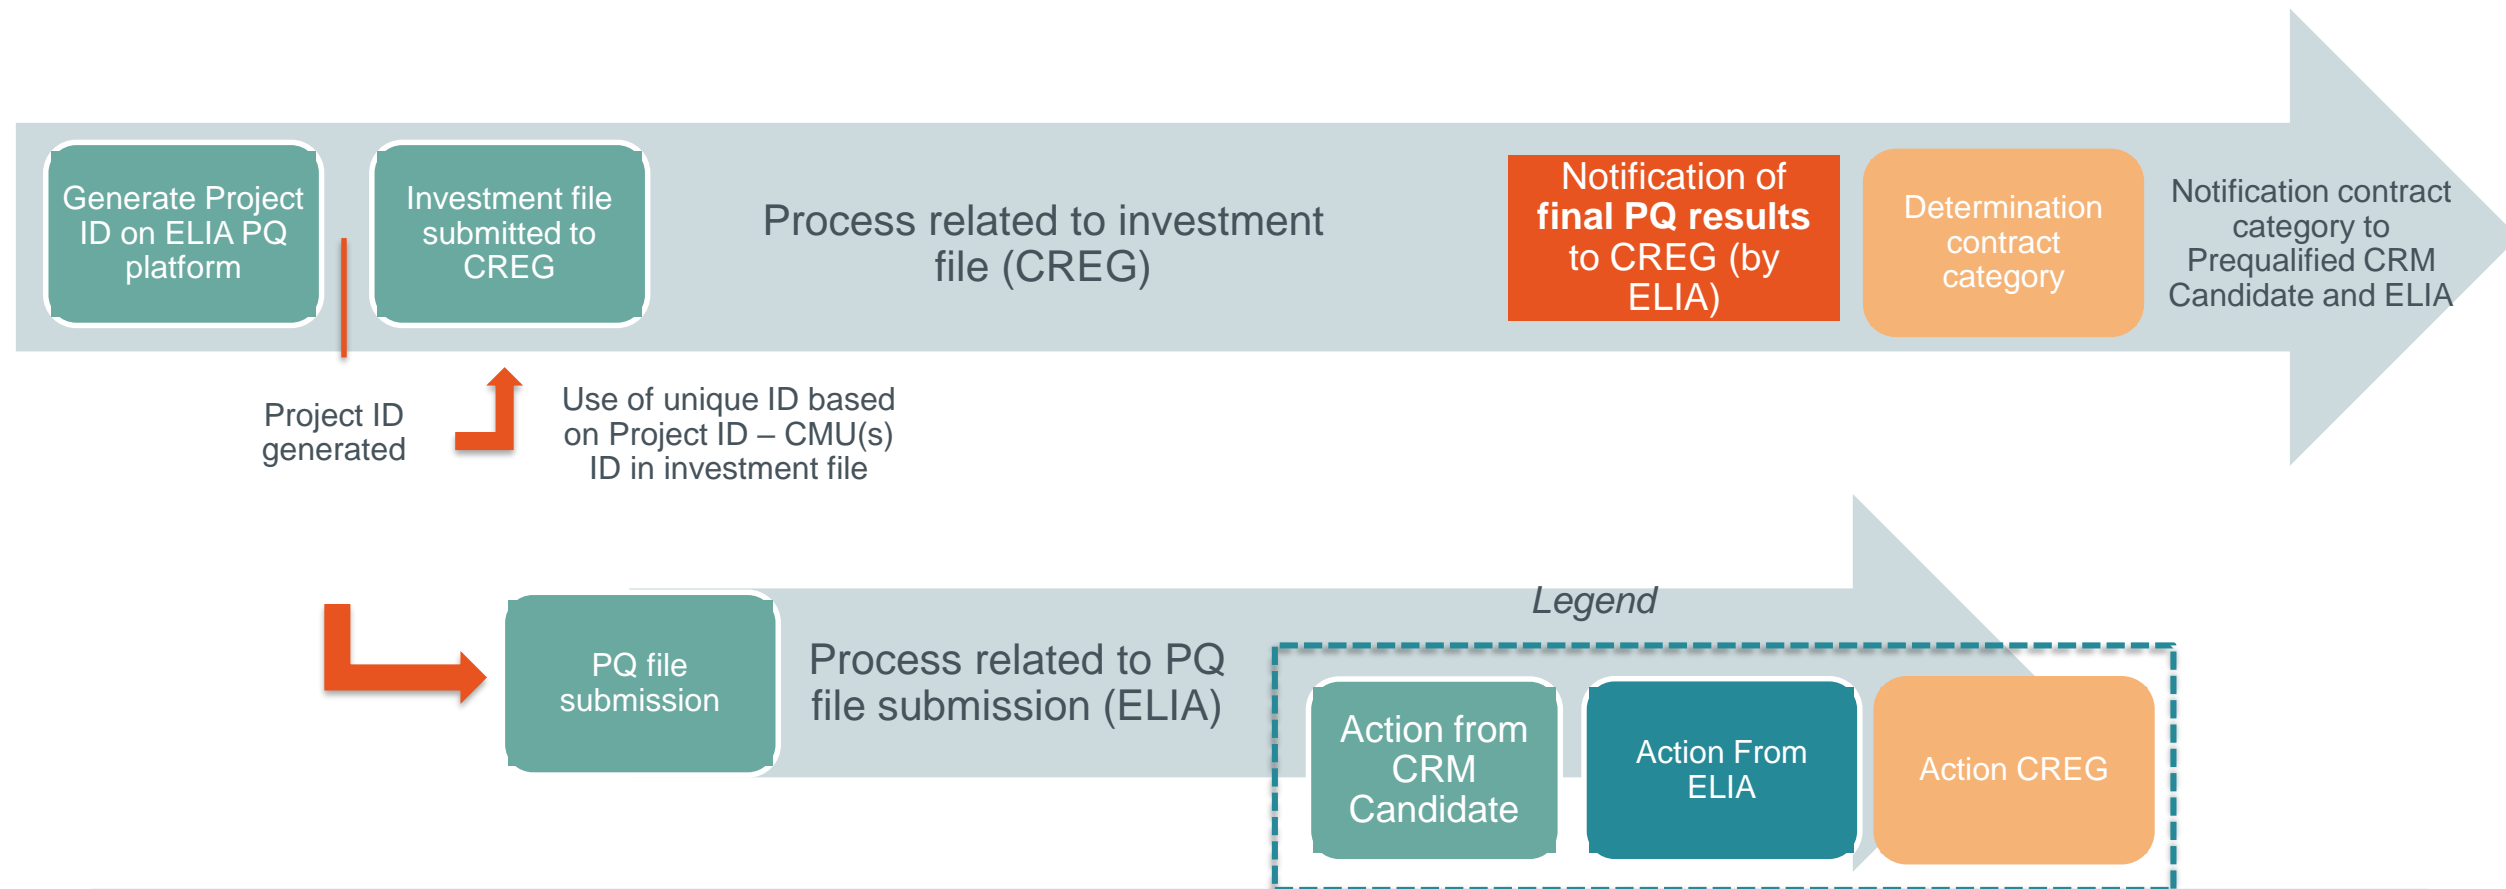 Generate Project
ID on ELIA PQ
platform
Investment file
submitted to
CREG
Process related to investment
file (CREG)
Notification of
final PQ results
to CREG (by
ELIA)
Determination
contract
category
Notification contract
category to
Prequalified CRM
Candidate and ELIA
Project ID
generated
Use of unique ID based
on Project ID – CMU(s)
ID in investment file
PQ file
submission
Process related to PQ
file submission (ELIA)
Legend
Action from
CRM
Candidate
Action From
ELIA
Action CREG